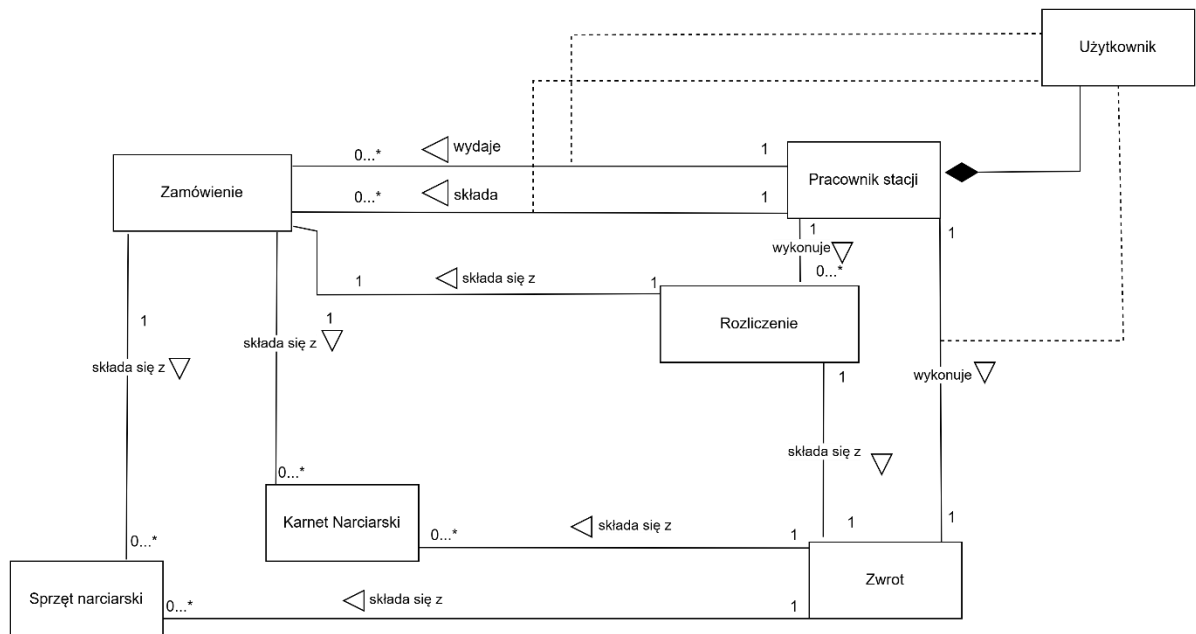 Użytkownik
0...*
wydaje
1
Zamówienie
Pracownik stacji
0...*
składa
1
1
wykonuje
0...*
1
1
składa się z
1
Rozliczenie
1
składa się z
1
składa się z
1
wykonuje
składa się z
0...*
Karnet Narciarski
0...*
składa się z
1
1
1
0...*
Zwrot
Sprzęt narciarski
0...*
składa się z
1